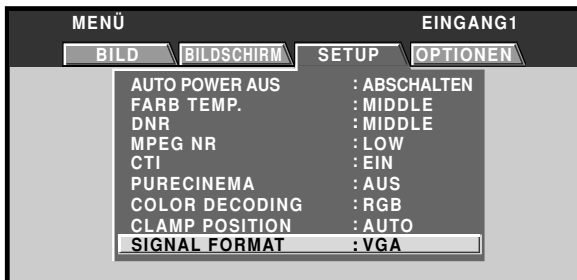 MENÜ EINGANG1
BILD BILDSCHIRM SETUP OPTIONEN
AUTO POWER AUS : ABSCHALTEN
FARB TEMP. : MIDDLE
DNR : MIDDLE
MPEG NR : LOW
CTI : EIN
PURECINEMA : AUS
COLOR DECODING : RGB
CLAMP POSITION : AUTO
SIGNAL FORMAT : VGA